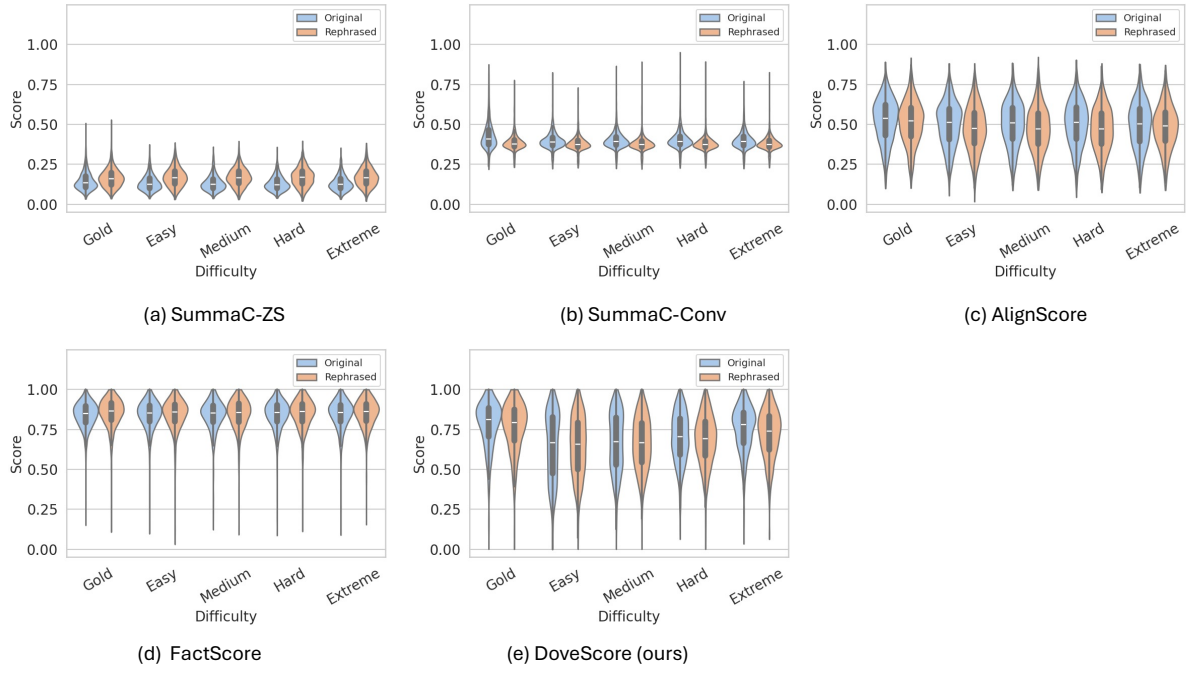 Original
Rephrased
1.00
0.75
0.50
0.25
0.00
Score
Gold
Easy
Medium
Hard
Extreme
Difficulty
(a) SummaC-ZS
Original
Rephrased
1.00
0.75
0.50
0.25
0.00
Score
Gold
Easy
Medium
Hard
Extreme
Difficulty
(b) SummaC-Conv
Original
Rephrased
1.00
0.75
0.50
0.25
0.00
Score
Gold
Easy
Medium
Hard
Extreme
Difficulty
(c) AlignScore
Original
Rephrased
1.00
0.75
0.50
0.25
0.00
Score
Gold
Easy
Medium
Hard
Extreme
Difficulty
(d) FactScore
Original
Rephrased
1.00
0.75
0.50
0.25
0.00
Score
Gold
Easy
Medium
Hard
Extreme
Difficulty
(e) DoveScore (ours)